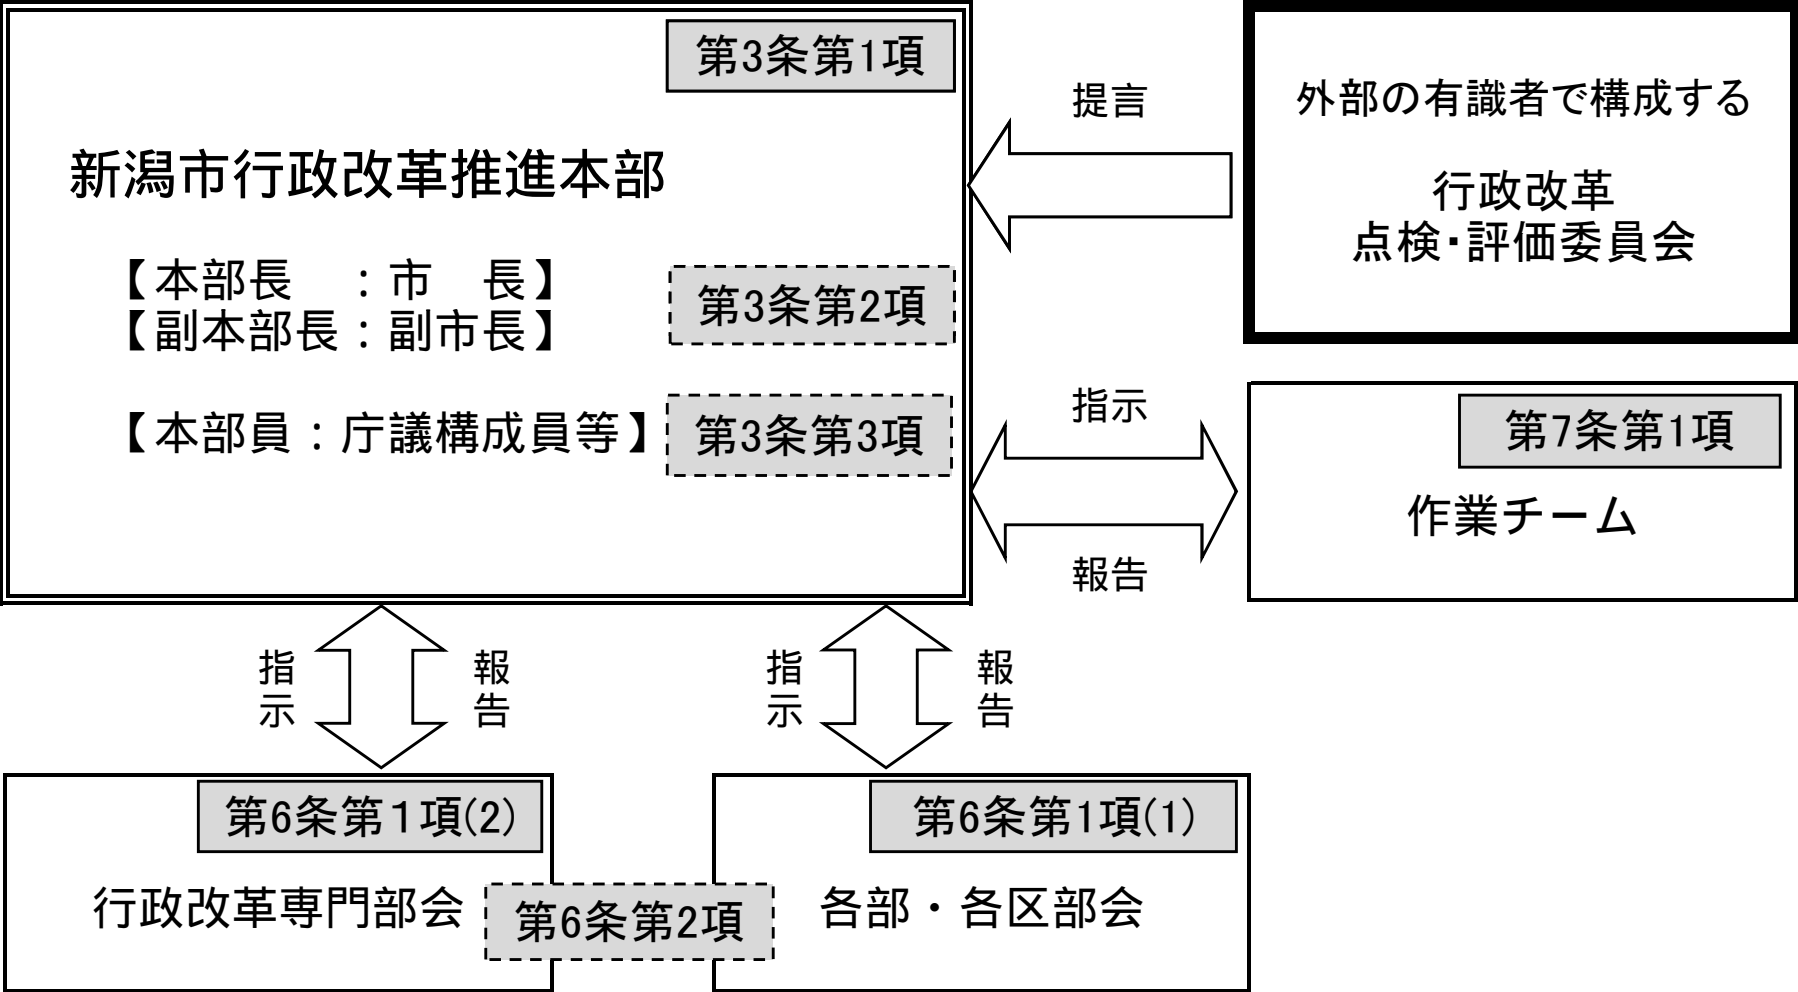 第3条第1項
新潟市行政改革推進本部
【本部長　：市　長】
【副本部長：副市長】
第3条第2項
【本部員：庁議構成員等】
第3条第3項
提言
外部の有識者で構成する
行政改革
点検・評価委員会
指示
報告
第7条第1項
作業チーム
指示
報告
指示
報告
第6条第１項(2)
行政改革専門部会
第6条第2項
第6条第1項(1)
各部・各区部会